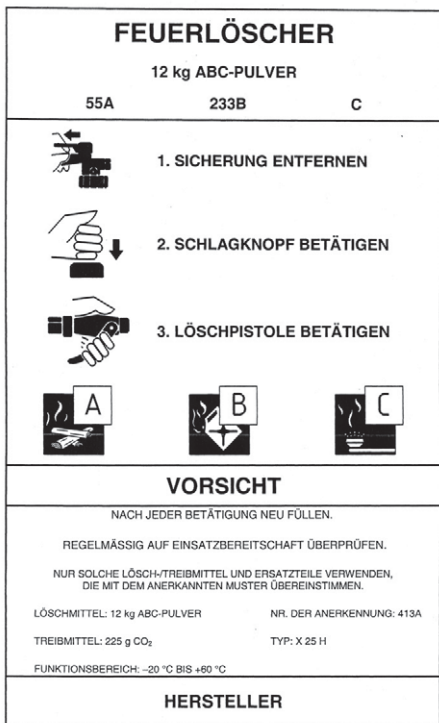 FEUERLÖSCHER
12 kg ABC-PULVER
55A 233B C
1. SICHERUNG ENTFERNEN
2. SCHLAGKNOPF BETÄTIGEN
3. LÖSCHPISTOLE BETÄTIGEN
A B C
VORSICHT
NACH JEDER BETÄTIGUNG NEU FÜLLEN.
REGELMÄSSIG AUF EINSATZBEREITSCHAFT ÜBERPRÜFEN.
NUR SOLCHE LÖSCH-/TREIBMITTEL UND ERSATZTEILE VERWENDEN,
DIE MIT DEM ANERKANNTEN MUSTER ÜBEREINSTIMMEN.
LÖSCHMITTEL: 12 kg ABC-PULVER NR. DER ANERKENNUNG: 413A
TREIBMITTEL: 225 g CO₂ TYP: X 25 H
FUNKTIONSBEREICH: –20 °C BIS +60 °C
HERSTELLER